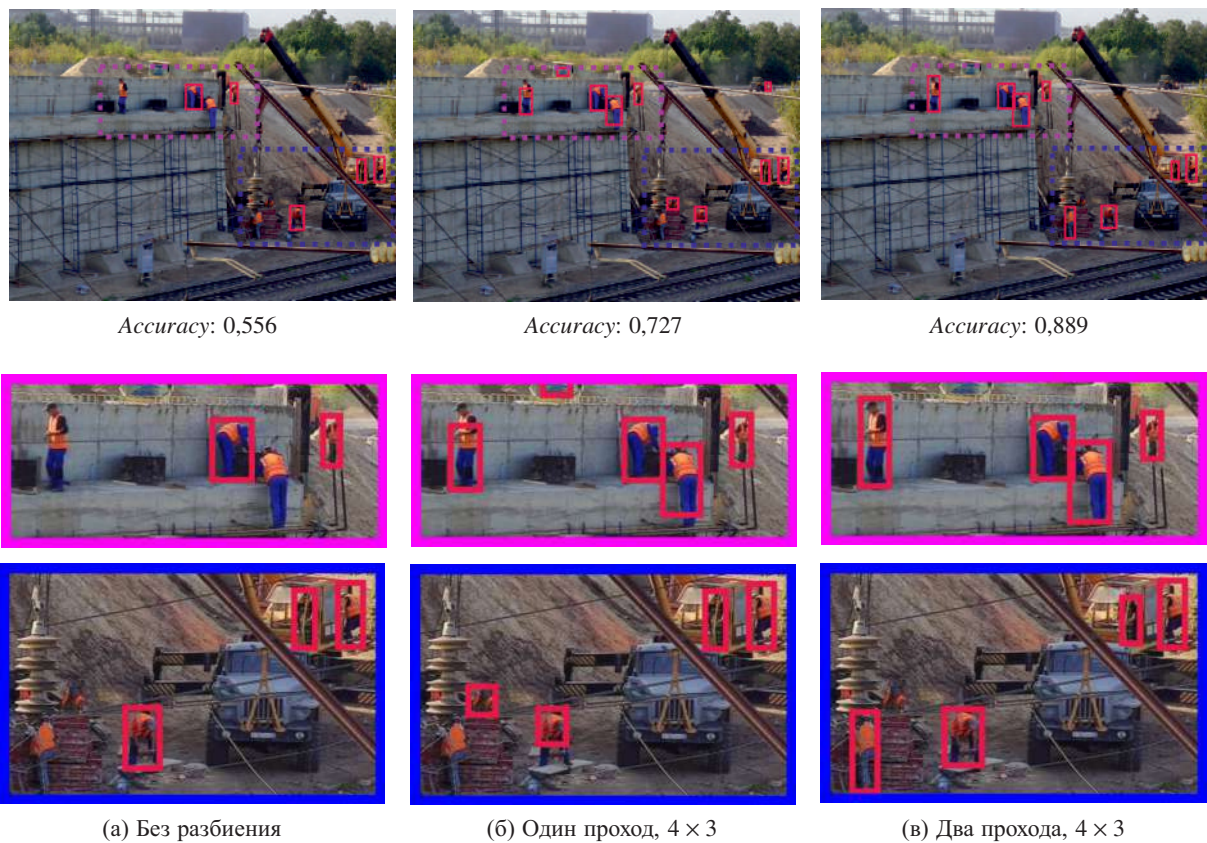 Accuracy: 0,556
Accuracy: 0,727
Accuracy: 0,889
(а) Без разбиения
(б) Один проход, 4 × 3
(в) Два прохода, 4 × 3